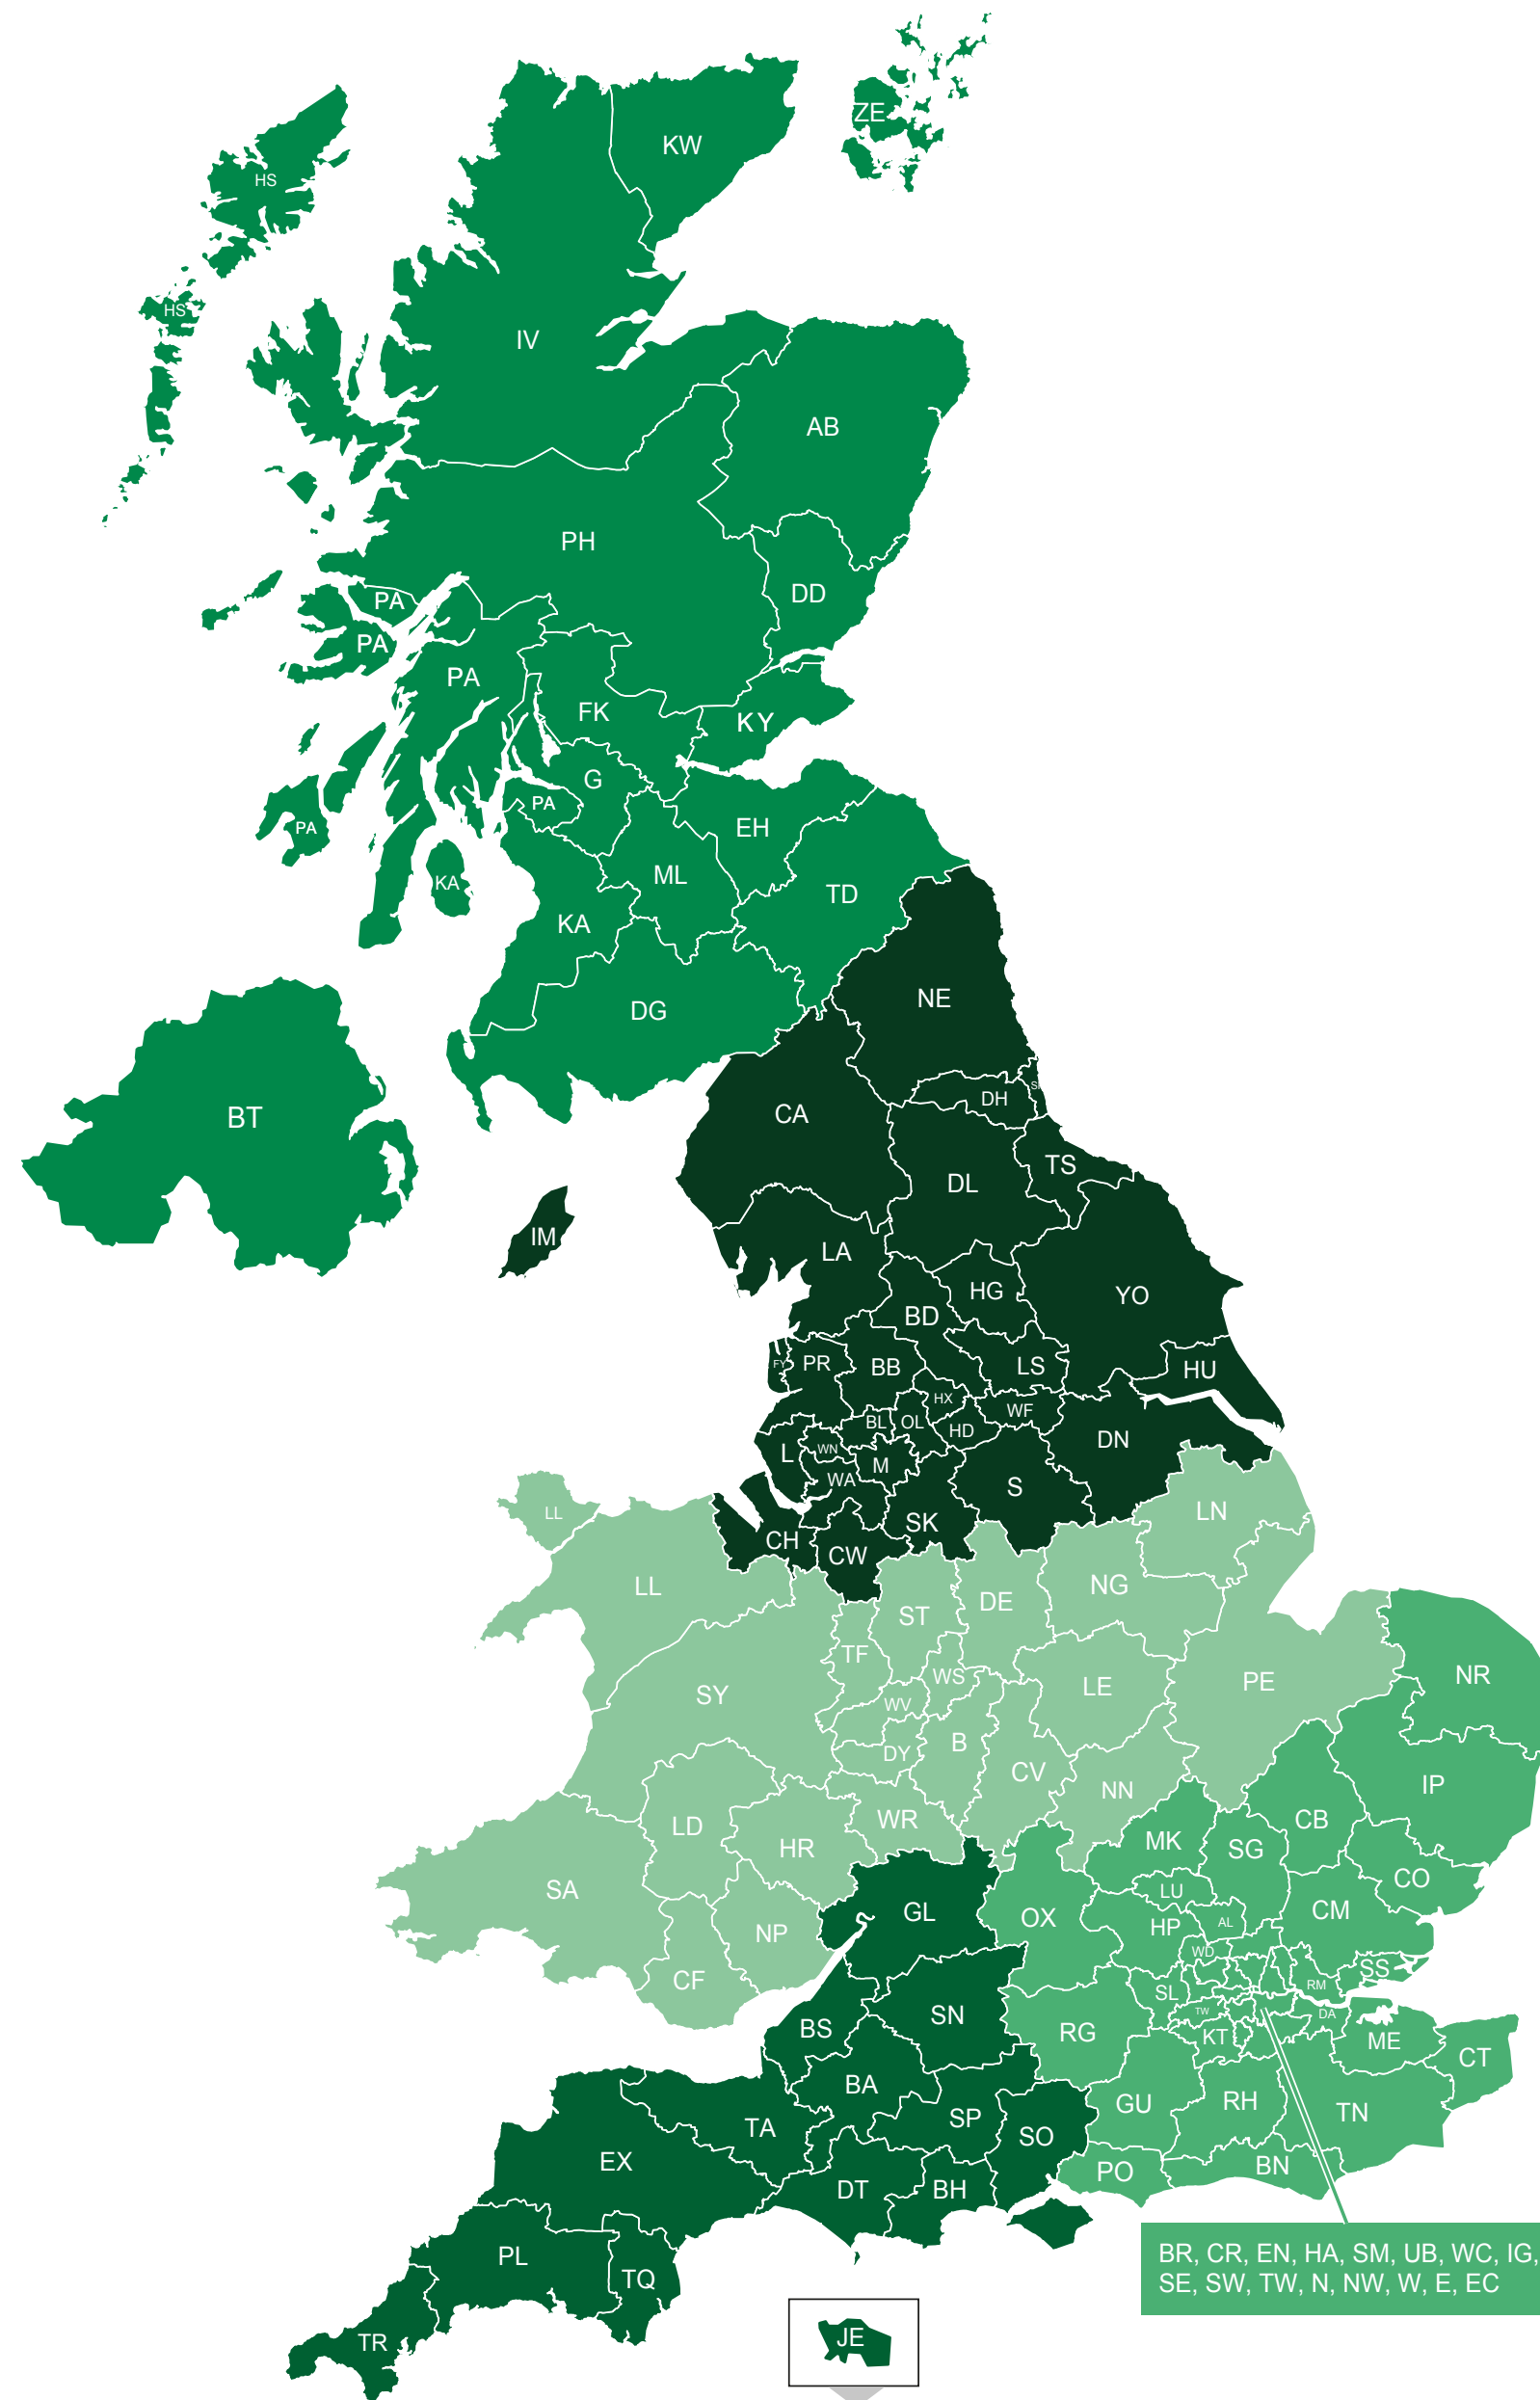 ZE
KW
HS
HS
IV
AB
PH
DD
PA
PA
PA
FK
KY
G
PA
PA
EH
ML
KA
TD
KA
NE
DG
DH
CA
BT
TS
DL
IM
LA
HG
YO
BD
FY
PR
BB
LS
HU
HX
WF
BL
OL
HD
DN
L
WN
M
WA
S
LL
LN
SK
CH
CW
LL
NG
DE
ST
TF
WS
NR
PE
LE
SY
WV
B
DY
CV
IP
NN
CB
WR
LD
MK
HR
SG
CO
SA
LU
CM
GL
OX
AL
HP
NP
WD
SS
CF
RM
SL
TW
DA
SN
BS
RG
KT
ME
CT
BA
RH
GU
TN
SP
TA
SO
EX
BN
PO
DT
BH
BR, CR, EN, HA, SM, UB, WC, IG,
SE, SW, TW, N, NW, W, E, EC
PL
TQ
JE
TR